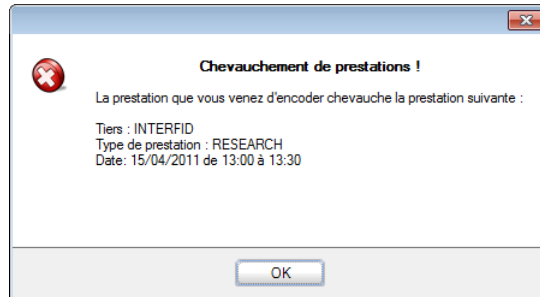 Chevauchement de prestations !
La prestation que vous venez d'encoder chevauche la prestation suivante :
Tiers : INTERFID
Type de prestation : RESEARCH
Date: 15/04/2011 de 13:00 à 13:30
OK